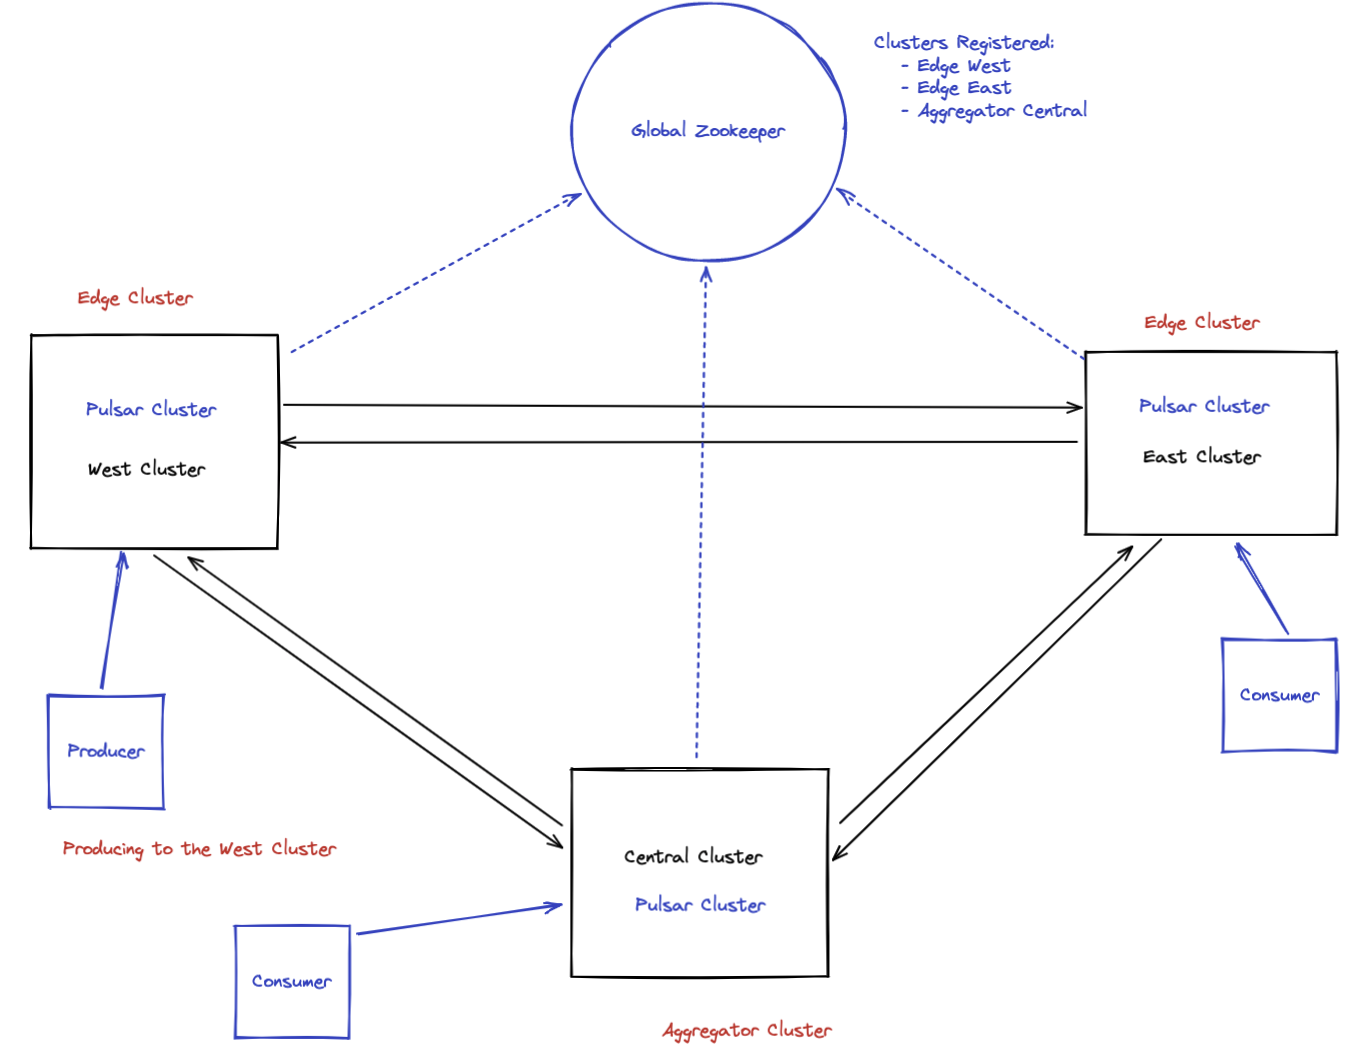 Clusters Registered:
- Edge West
- Edge East
- Aggregator Central
Global Zookeeper
Edge Cluster
Edge Cluster
Pulsar Cluster
West Cluster
Pulsar Cluster
East Cluster
Consumer
Producer
Producing to the West Cluster
Central Cluster
Pulsar Cluster
Consumer
Aggregator Cluster